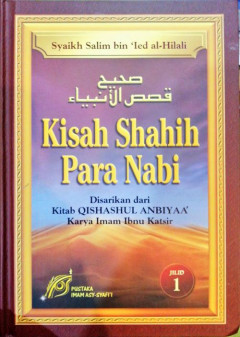 Syaikh Salim bin 'Ied al-Hilali
صحيح
قصص الأنبياء
Kisah Shahih
Para Nabi
Disarikan dari
Kitab QISHASHUL ANBIYAA'
Karya Imam Ibnu Katsir
PUSTAKA
IMAM ASY-SYAFI'I
JILID
1